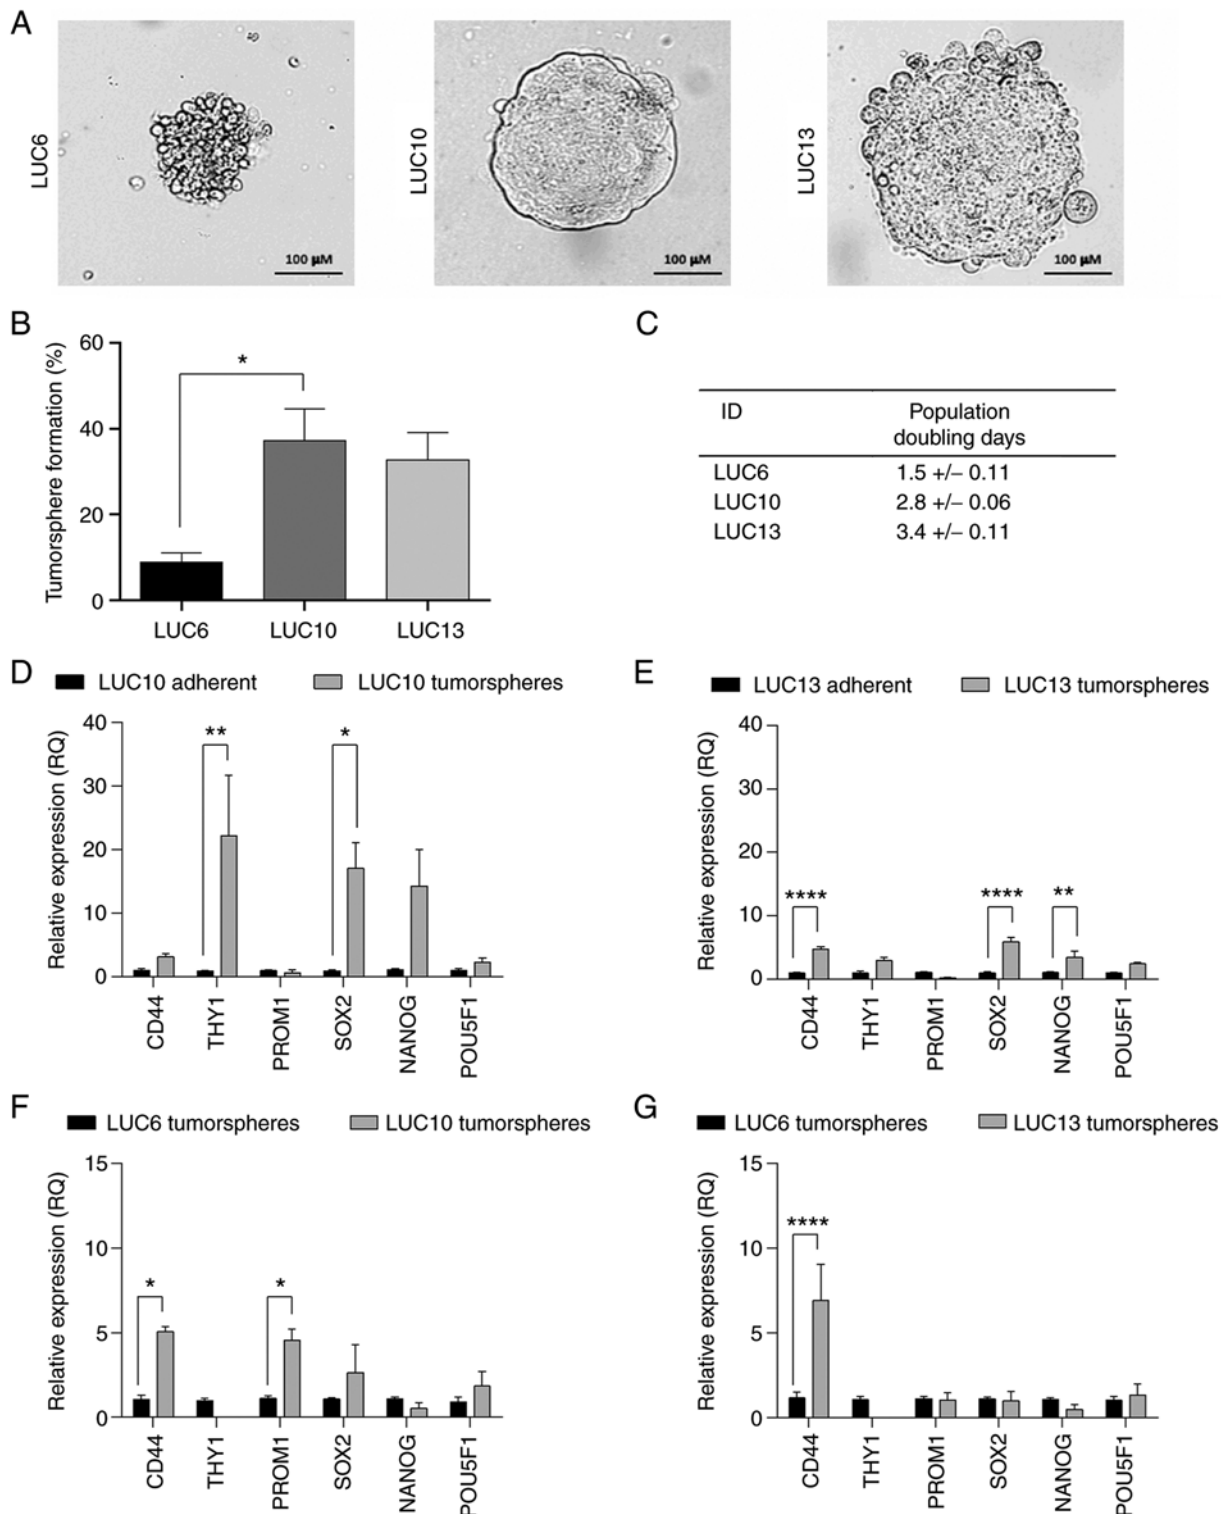 A
LUC6
100 µM
LUC10
100 µM
LUC13
100 µM
B
Tumorsphere formation (%)
60
40
20
0
*
LUC6
LUC10
LUC13
C
ID
Population
doubling days
LUC6 1.5 +/− 0.11
LUC10 2.8 +/− 0.06
LUC13 3.4 +/− 0.11
D
LUC10 adherent
LUC10 tumorspheres
Relative expression (RQ)
40
30
20
10
0
**
*
CD44
THY1
PROM1
SOX2
NANOG
POU5F1
E
LUC13 adherent
LUC13 tumorspheres
Relative expression (RQ)
40
30
20
10
5
0
****
****
**
CD44
THY1
PROM1
SOX2
NANOG
POU5F1
F
LUC6 tumorspheres
LUC10 tumorspheres
Relative expression (RQ)
15
10
5
0
*
*
CD44
THY1
PROM1
SOX2
NANOG
POU5F1
G
LUC6 tumorspheres
LUC13 tumorspheres
Relative expression (RQ)
15
10
5
0
****
CD44
THY1
PROM1
SOX2
NANOG
POU5F1